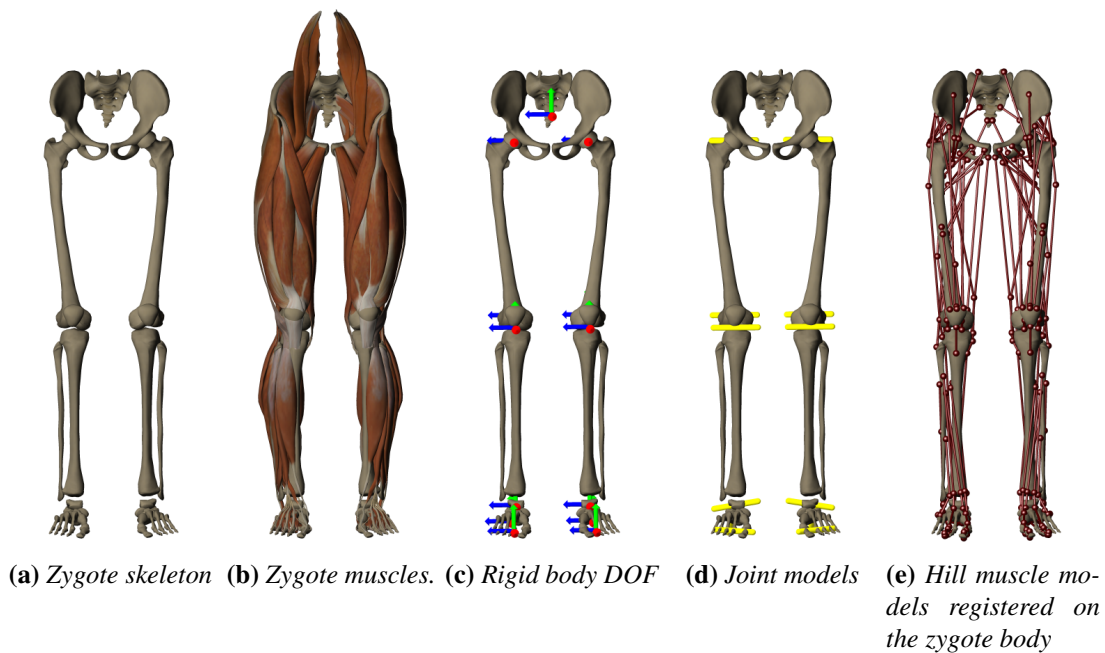 (a) Zygote skeleton (b) Zygote muscles. (c) Rigid body DOF (d) Joint models (e) Hill muscle mo-
dels registered on
the zygote body